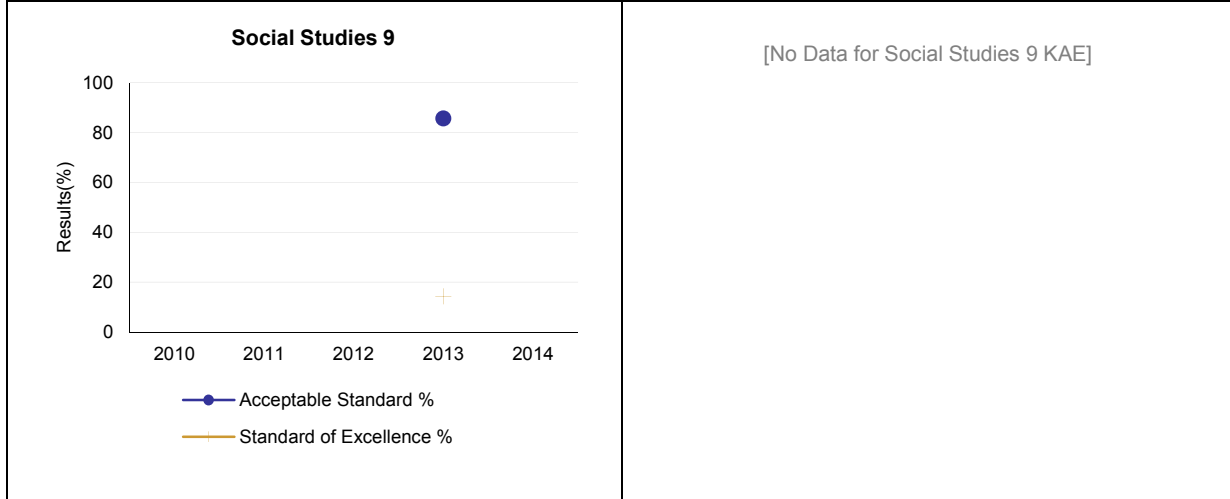 Social Studies 9
100
80
60
40
20
0
Results(%)
2010 2011 2012 2013 2014
Acceptable Standard %
Standard of Excellence %
[No Data for Social Studies 9 KAE]